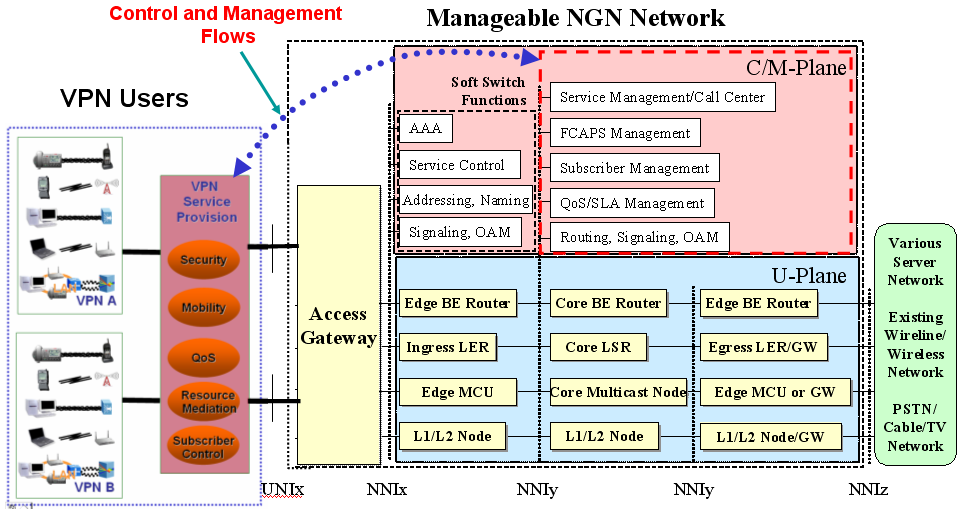 Control and Management
Flows
Manageable NGN Network
VPN Users
C/M-Plane
Soft Switch
Functions
AAA
Service Control
Addressing, Naming
Signaling, OAM
Service Management/Call Center
FCAPS Management
Subscriber Management
QoS/SLA Management
Routing, Signaling, OAM
VPN
Service
Provision
Security
Mobility
QoS
Resource
Mediation
Subscriber
Control
VPN A
VPN B
Access
Gateway
U-Plane
Edge BE Router
Core BE Router
Edge BE Router
Ingress LER
Core LSR
Egress LER/GW
Edge MCU
Core Multicast Node
Edge MCU or GW
L1/L2 Node
L1/L2 Node
L1/L2 Node/GW
Various
Server
Network
Existing
Wireline/
Wireless
Network
PSTN/
Cable/TV
Network
UNIx
NNIx
NNIy
NNIy
NNIz